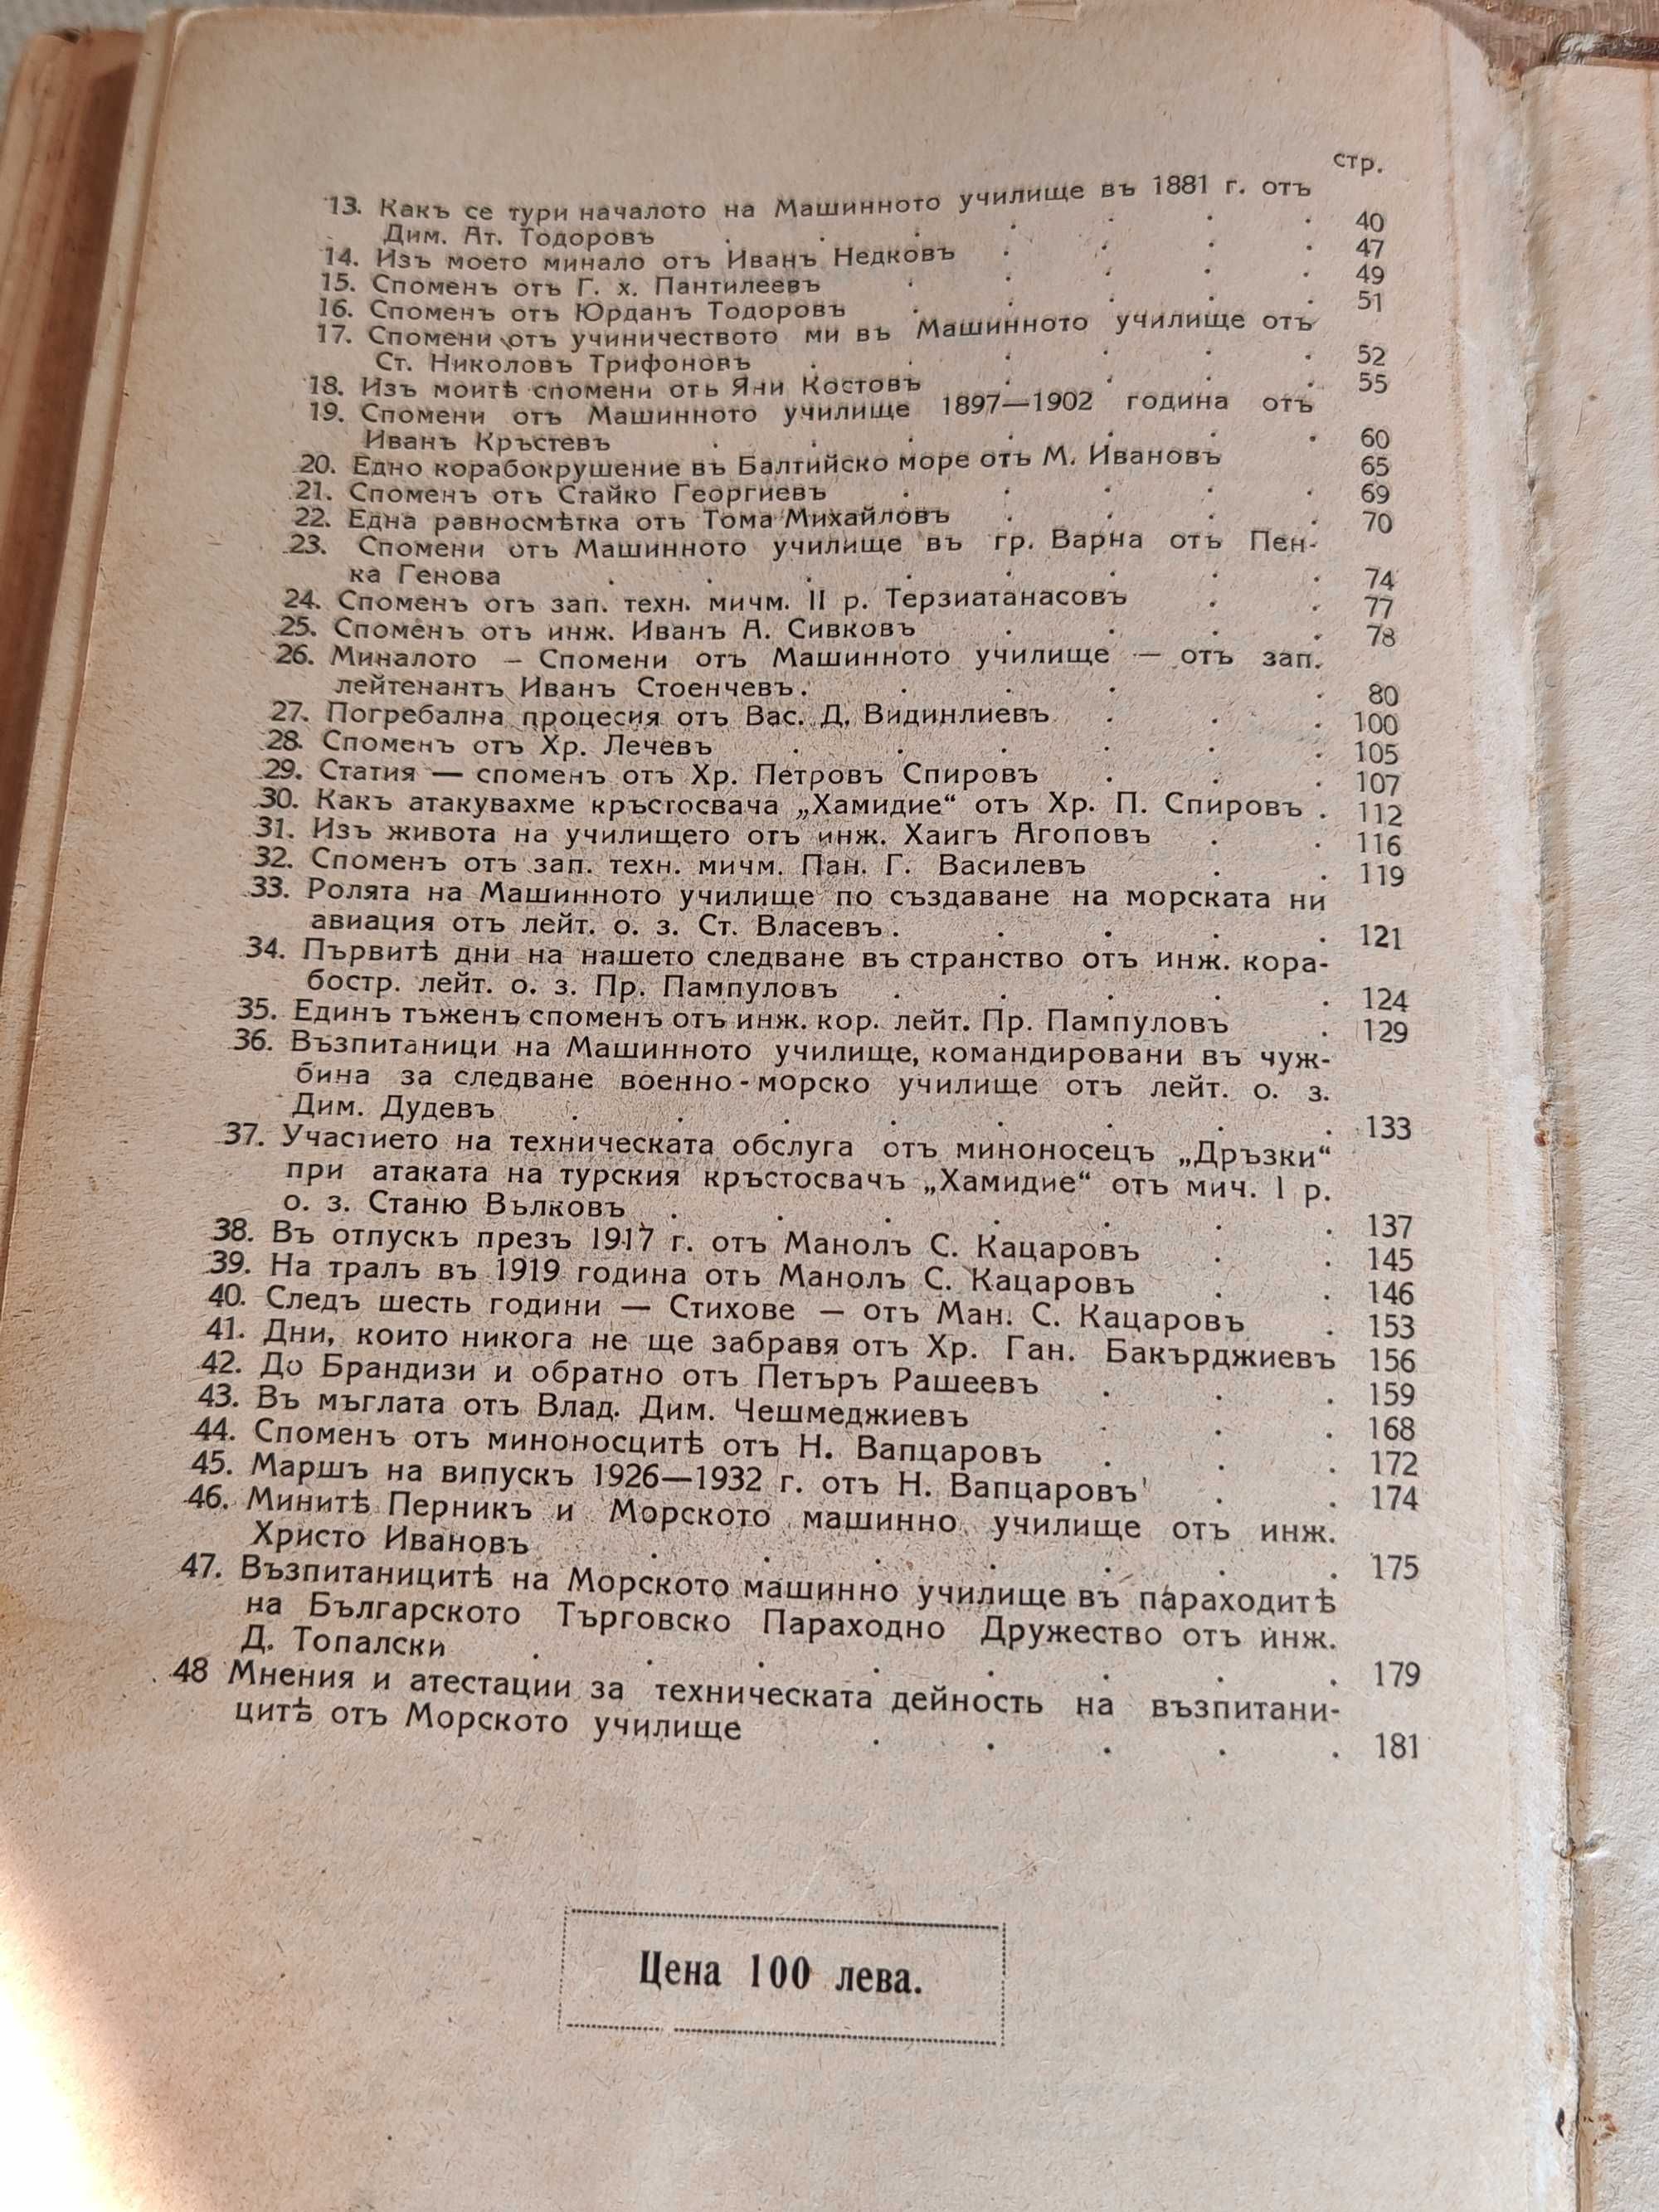 стр.
13. Какъ се тури началото на Машинното училище въ 1881 г. отъ
Дим. Ат. Тодоровъ . . . . . . . 40
14. Изъ моето минало отъ Иванъ Недковъ . . . . 47
15. Споменъ отъ Г. х. Пантилеевъ . . . . . 49
16. Споменъ отъ Юрданъ Тодоровъ . . . . . 51
17. Спомени отъ учиничеството ми въ Машинното училище отъ
Ст. Николовъ Трифоновъ . . . . . . 52
18. Изъ моитѣ спомени отъ Яни Костовъ . . . . 55
19. Спомени отъ Машинното училище 1897—1902 година отъ
Иванъ Кръстевъ . . . . . . . 60
20. Едно корабокрушение въ Балтийско море отъ М. Ивановъ 65
21. Споменъ отъ Стайко Георгиевъ . . . . . 69
22. Една равносмѣтка отъ Тома Михайловъ . . . . 70
23. Спомени отъ Машинното училище въ гр. Варна отъ Пен-
ка Генова . . . . . . . . 74
24. Споменъ отъ зап. техн. мичм. II р. Терзиатанасовъ . . 77
25. Споменъ отъ инж. Иванъ А. Сивковъ . . . . 78
26. Миналото — Спомени отъ Машинното училище — отъ зап.
лейтенантъ Иванъ Стоенчевъ . . . . . 80
27. Погребална процесия отъ Вас. Д. Видинлиевъ . . . 100
28. Споменъ отъ Хр. Лечевъ . . . . . . 105
29. Статия — споменъ отъ Хр. Петровъ Спировъ . . . 107
30. Какъ атакувахме кръстосвача „Хамидие“ отъ Хр. П. Спировъ . 112
31. Изъ живота на училището отъ инж. Хаигъ Агоповъ . . 116
32. Споменъ отъ зап. техн. мичм. Пан. Г. Василевъ . . 119
33. Ролята на Машинното училище по създаване на морската ни
авиация отъ лейт. о. з. Ст. Власевъ . . . . . 121
34. Първитѣ дни на нашето следване въ странство отъ инж. кора-
бостр. лейт. о. з. Пр. Пампуловъ . . . . . 124
35. Единъ тъженъ споменъ отъ инж. кор. лейт. Пр. Пампуловъ . 129
36. Възпитаници на Машинното училище, командировани въ чуж-
бина за следване военно-морско училище отъ лейт. о. з.
Дим. Дудевъ . . . . . . . . 133
37. Участието на техническата обслуга отъ миноносецъ „Дръзки“
при атаката на турския кръстосвачъ „Хамидие“ отъ мич. I р.
о. з. Станю Вълковъ . . . . . . . 137
38. Въ отпускъ презъ 1917 г. отъ Манолъ С. Кацаровъ . . 145
39. На тралъ въ 1919 година отъ Манолъ С. Кацаровъ . . 146
40. Следъ шесть години — Стихове — отъ Ман. С. Кацаровъ . 153
41. Дни, които никога не ще забравя отъ Хр. Ган. Бакърджиевъ 156
42. До Брандизи и обратно отъ Петъръ Рашеевъ . . . 159
43. Въ мъглата отъ Влад. Дим. Чешмеджиевъ . . . 168
44. Споменъ отъ миноносцитѣ отъ Н. Вапцаровъ . . . 172
45. Маршъ на випускъ 1926—1932 г. отъ Н. Вапцаровъ . . 174
46. Минитѣ Перникъ и Морското машинно училище отъ инж.
Христо Ивановъ . . . . . . . 175
47. Възпитаницитѣ на Морското машинно училище въ параходитѣ
на Българското Търговско Параходно Дружество отъ инж.
Д. Топалски . . . . . . . . 179
48 Мнения и атестации за техническата дейность на възпитани-
цитѣ отъ Морското училище . . . . . 181
Цена 100 лева.